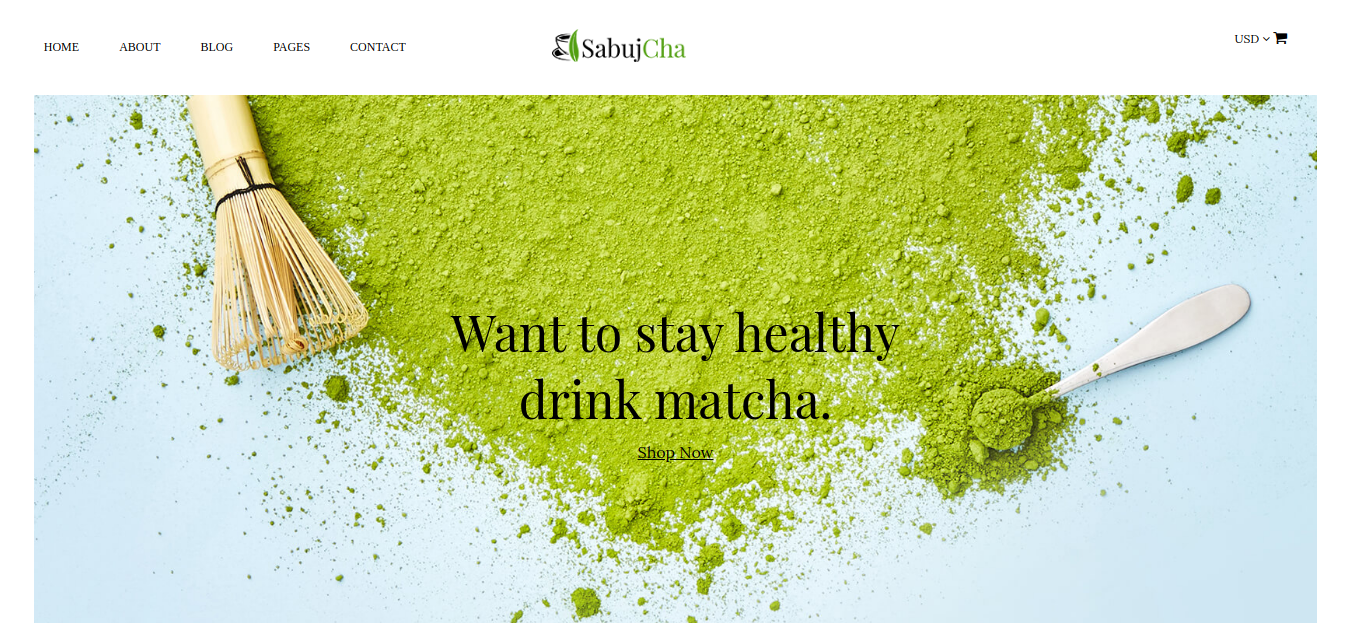 HOME ABOUT BLOG PAGES CONTACT SabujCha USD
Want to stay healthy
drink matcha.
Shop Now